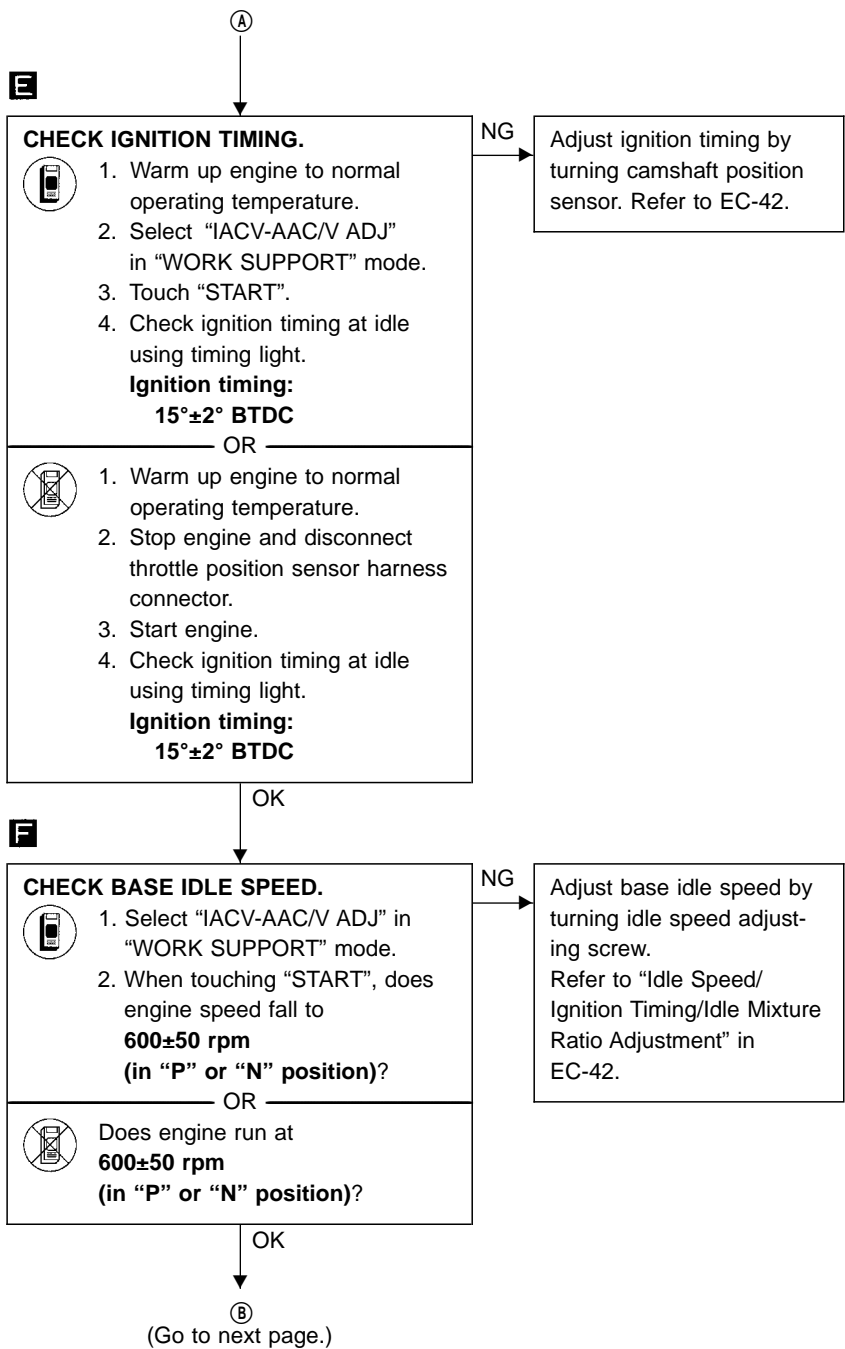 Ⓐ
E
CHECK IGNITION TIMING.
1. Warm up engine to normal
operating temperature.
2. Select “IACV-AAC/V ADJ”
in “WORK SUPPORT” mode.
3. Touch “START”.
4. Check ignition timing at idle
using timing light.
Ignition timing:
15°±2° BTDC
NG
Adjust ignition timing by
turning camshaft position
sensor. Refer to EC-42.
OR
1. Warm up engine to normal
operating temperature.
2. Stop engine and disconnect
throttle position sensor harness
connector.
3. Start engine.
4. Check ignition timing at idle
using timing light.
Ignition timing:
15°±2° BTDC
OK
F
CHECK BASE IDLE SPEED.
1. Select “IACV-AAC/V ADJ” in
“WORK SUPPORT” mode.
2. When touching “START”, does
engine speed fall to
600±50 rpm
(in “P” or “N” position)?
NG
Adjust base idle speed by
turning idle speed adjust-
ing screw.
Refer to “Idle Speed/
Ignition Timing/Idle Mixture
Ratio Adjustment” in
EC-42.
OR
Does engine run at
600±50 rpm
(in “P” or “N” position)?
OK
Ⓑ
(Go to next page.)